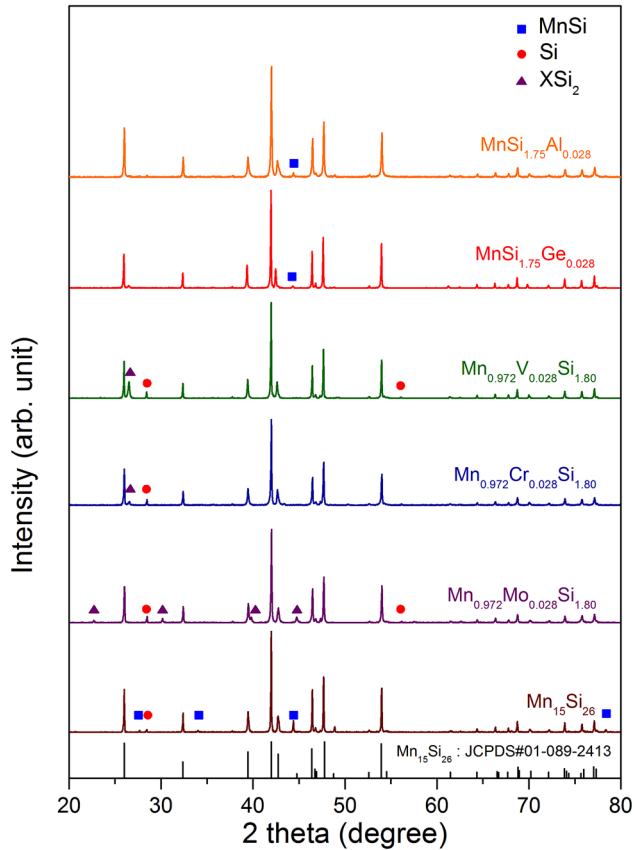 MnSi
Si
XSi₂
MnSi₁.₇₅Al₀.₀₂₈
MnSi₁.₇₅Ge₀.₀₂₈
Mn₀.₉₇₂V₀.₀₂₈Si₁.₈₀
Mn₀.₉₇₂Cr₀.₀₂₈Si₁.₈₀
Mn₀.₉₇₂Mo₀.₀₂₈Si₁.₈₀
Mn₁₅Si₂₆
Mn₁₅Si₂₆ : JCPDS#01-089-2413
Intensity (arb. unit)
20 30 40 50 60 70 80
2 theta (degree)